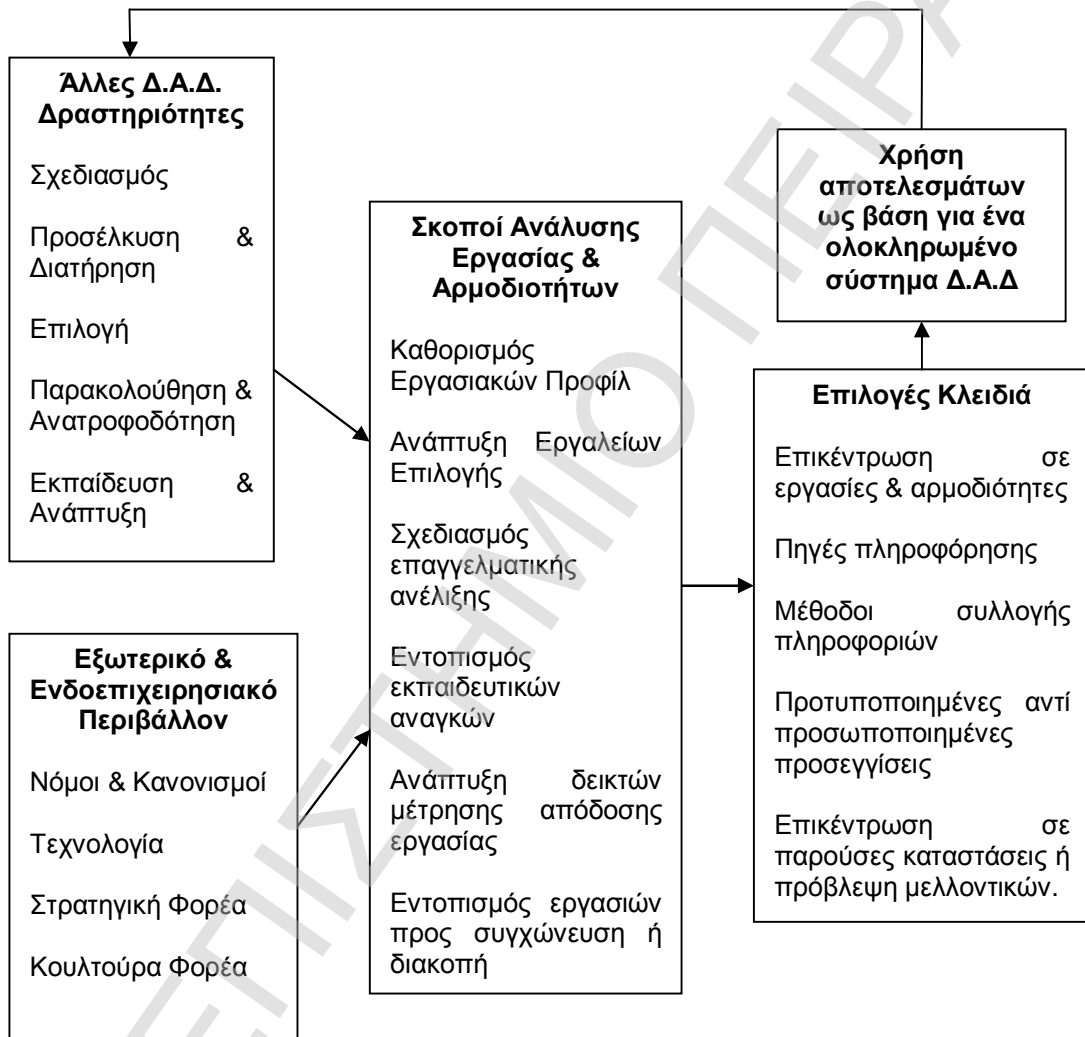 Άλλες Δ.Α.Δ.
Δραστηριότητες
Σχεδιασμός
Προσέλκυση &
Διατήρηση
Επιλογή
Παρακολούθηση &
Ανατροφοδότηση
Εκπαίδευση &
Ανάπτυξη
Εξωτερικό &
Ενδοεπιχειρησιακό
Περιβάλλον
Νόμοι & Κανονισμοί
Τεχνολογία
Στρατηγική Φορέα
Κουλτούρα Φορέα
Σκοποί Ανάλυσης
Εργασίας &
Αρμοδιοτήτων
Καθορισμός
Εργασιακών Προφίλ
Ανάπτυξη Εργαλείων
Επιλογής
Σχεδιασμός
επαγγελματικής
ανέλιξης
Εντοπισμός
εκπαιδευτικών
αναγκών
Ανάπτυξη δεικτών
μέτρησης απόδοσης
εργασίας
Εντοπισμός εργασιών
προς συγχώνευση ή
διακοπή
Χρήση
αποτελεσμάτων
ως βάση για ένα
ολοκληρωμένο
σύστημα Δ.Α.Δ
Επιλογές Κλειδιά
Επικέντρωση σε
εργασίες & αρμοδιότητες
Πηγές πληροφόρησης
Μέθοδοι συλλογής
πληροφοριών
Προτυποποιημένες αντί
προσωποποιημένες
προσεγγίσεις
Επικέντρωση σε
παρούσες καταστάσεις ή
πρόβλεψη μελλοντικών.